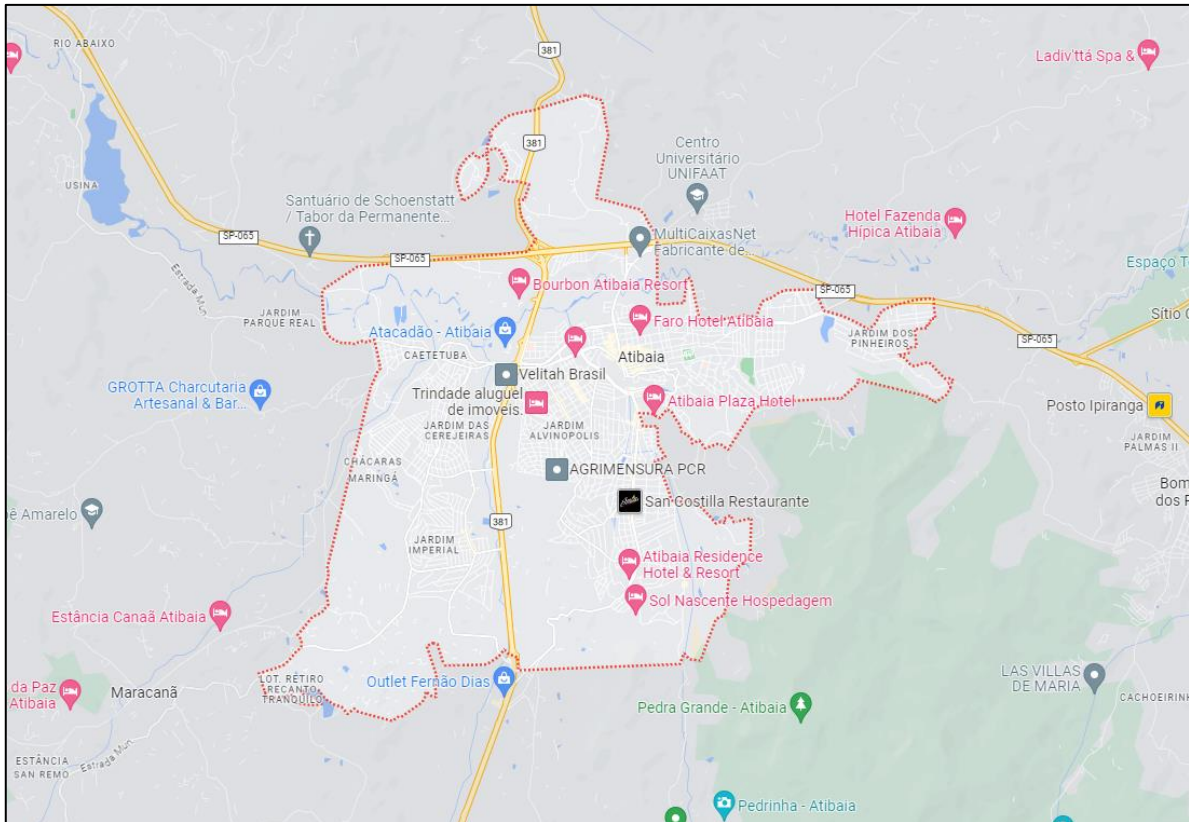 RIO ABAIXO
381
Ladiv'ttá Spa &
381
Centro
Universitário
UNIFAAT
USINA
Santuário de Schoenstatt
/ Tabor da Permanente...
Hotel Fazenda
Hípica Atibaia
SP-065
MultiCaixasNet
Fabricante de...
SP-065
Estrada Mun
Bourbon Atibaia Resort
SP-065
JARDIM
PARQUE REAL
Atacadão - Atibaia
Faro Hotel Atibaia
JARDIM DOS
PINHEIROS
SP-065
CAETETUBA
Atibaia
Velitah Brasil
GROTTA Charcutaria
Artesanal & Bar...
Trindade aluguel
de imoveis.
Atibaia Plaza Hotel
Posto Ipiranga
JARDIM DAS
CEREJEIRAS
JARDIM
ALVINOPOLIS
JARDIM
PALMAS II
CHÁCARAS
MARINGÁ
AGRIMENSURA PCR
San Costilla Restaurante
Amarelo
381
JARDIM
IMPERIAL
Atibaia Residence
Hotel & Resort
Sol Nascente Hospedagem
Estância Canaã Atibaia
LOT. RETIRO
RECANTO
TRANQUILO
Outlet Fernão Dias
LAS VILLAS
DE MARIA
da Paz
Atibaia
Maracanã
Pedra Grande - Atibaia
ESTÂNCIA
SAN REMO
Estrada Mun
Pedrinha - Atibaia